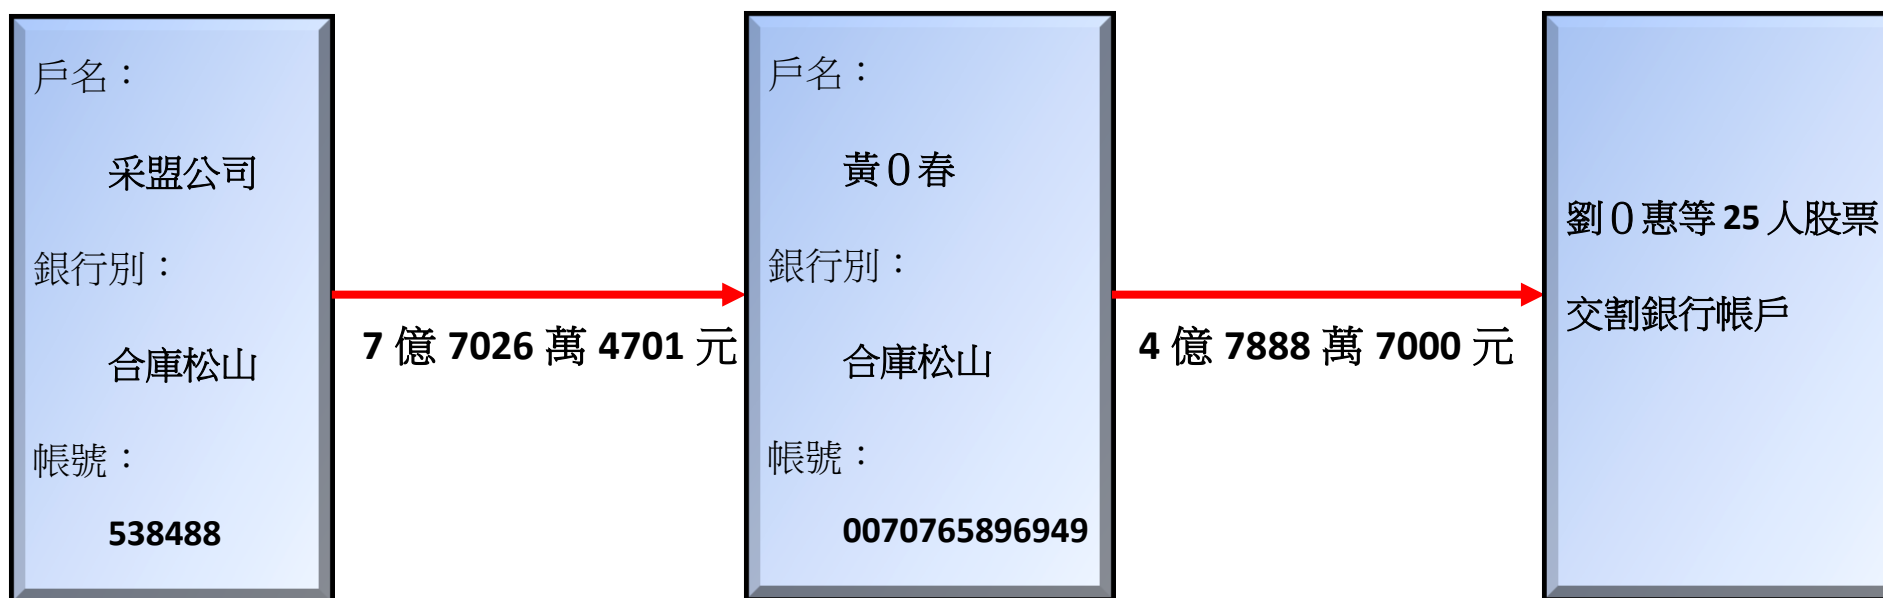 戶名：
采盟公司
銀行別：
合庫松山
帳號：
538488
7 億 7026 萬 4701 元
戶名：
黃０春
銀行別：
合庫松山
帳號：
0070765896949
4 億 7888 萬 7000 元
劉０惠等 25 人股票
交割銀行帳戶